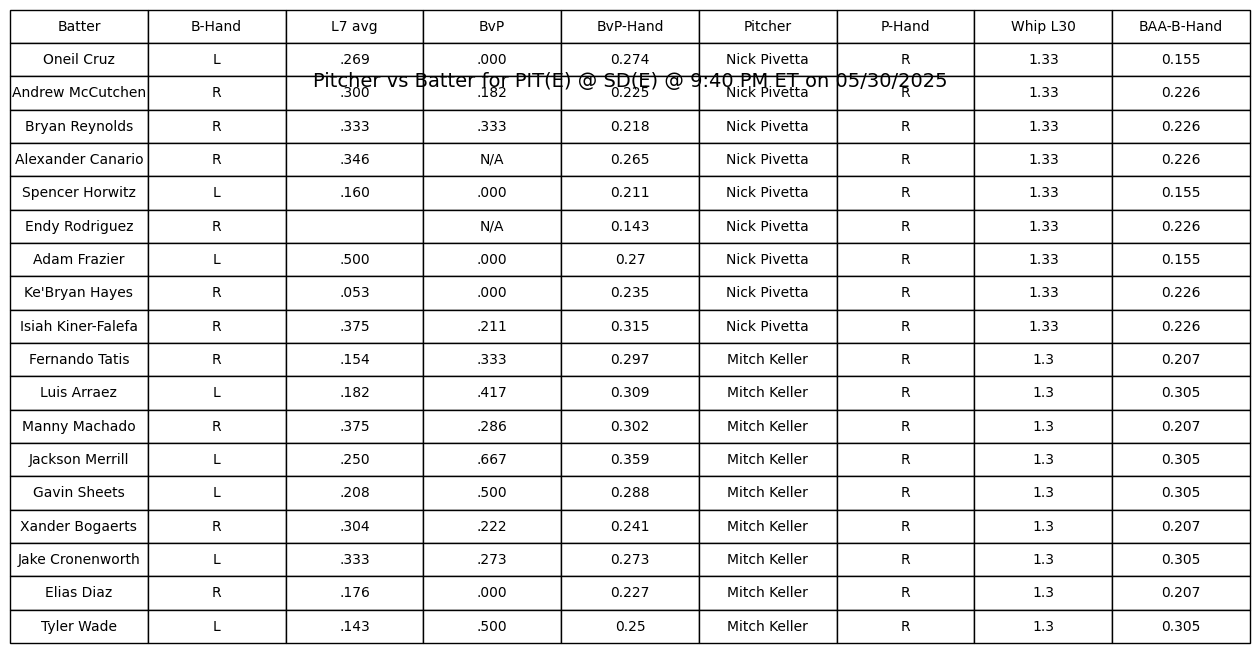 Batter B-Hand L7 avg BvP BvP-Hand Pitcher P-Hand Whip L30 BAA-B-Hand
Oneil Cruz L .269 .000 0.274 Nick Pivetta R 1.33 0.155
Pitcher vs Batter for PIT(E) @ SD(E) @ 9:40 PM ET on 05/30/2025
Andrew McCutchen R .300 .182 0.225 Nick Pivetta R 1.33 0.226
Bryan Reynolds R .333 .333 0.218 Nick Pivetta R 1.33 0.226
Alexander Canario R .346 N/A 0.265 Nick Pivetta R 1.33 0.226
Spencer Horwitz L .160 .000 0.211 Nick Pivetta R 1.33 0.155
Endy Rodriguez R N/A 0.143 Nick Pivetta R 1.33 0.226
Adam Frazier L .500 .000 0.27 Nick Pivetta R 1.33 0.155
Ke'Bryan Hayes R .053 .000 0.235 Nick Pivetta R 1.33 0.226
Isiah Kiner-Falefa R .375 .211 0.315 Nick Pivetta R 1.33 0.226
Fernando Tatis R .154 .333 0.297 Mitch Keller R 1.3 0.207
Luis Arraez L .182 .417 0.309 Mitch Keller R 1.3 0.305
Manny Machado R .375 .286 0.302 Mitch Keller R 1.3 0.207
Jackson Merrill L .250 .667 0.359 Mitch Keller R 1.3 0.305
Gavin Sheets L .208 .500 0.288 Mitch Keller R 1.3 0.305
Xander Bogaerts R .304 .222 0.241 Mitch Keller R 1.3 0.207
Jake Cronenworth L .333 .273 0.273 Mitch Keller R 1.3 0.305
Elias Diaz R .176 .000 0.227 Mitch Keller R 1.3 0.207
Tyler Wade L .143 .500 0.25 Mitch Keller R 1.3 0.305